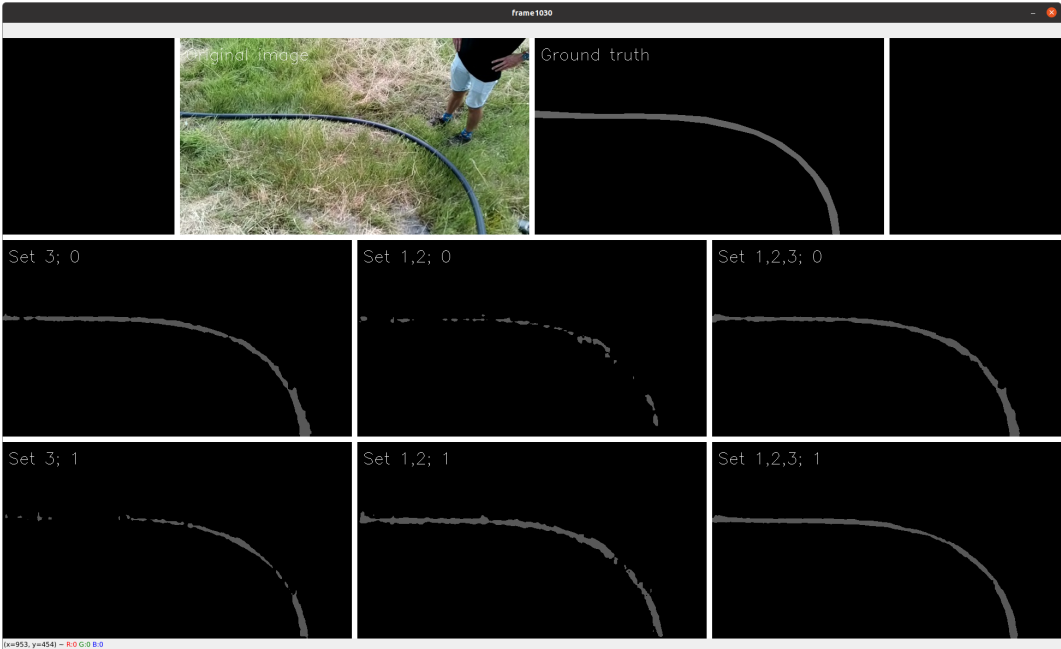 frame1030
Original image
Ground truth
Set 3; 0
Set 1,2; 0
Set 1,2,3; 0
Set 3; 1
Set 1,2; 1
Set 1,2,3; 1
(x=953, y=454) ~ R:0 G:0 B:0